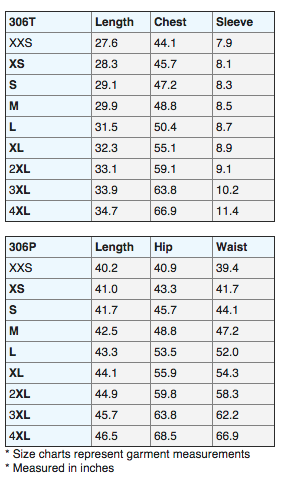 306T Length Chest Sleeve
XXS 27.6 44.1 7.9
XS 28.3 45.7 8.1
S 29.1 47.2 8.3
M 29.9 48.8 8.5
L 31.5 50.4 8.7
XL 32.3 55.1 8.9
2XL 33.1 59.1 9.1
3XL 33.9 63.8 10.2
4XL 34.7 66.9 11.4
306P Length Hip Waist
XXS 40.2 40.9 39.4
XS 41.0 43.3 41.7
S 41.7 45.7 44.1
M 42.5 48.8 47.2
L 43.3 53.5 52.0
XL 44.1 55.9 54.3
2XL 44.9 59.8 58.3
3XL 45.7 63.8 62.2
4XL 46.5 68.5 66.9
* Size charts represent garment measurements
* Measured in inches